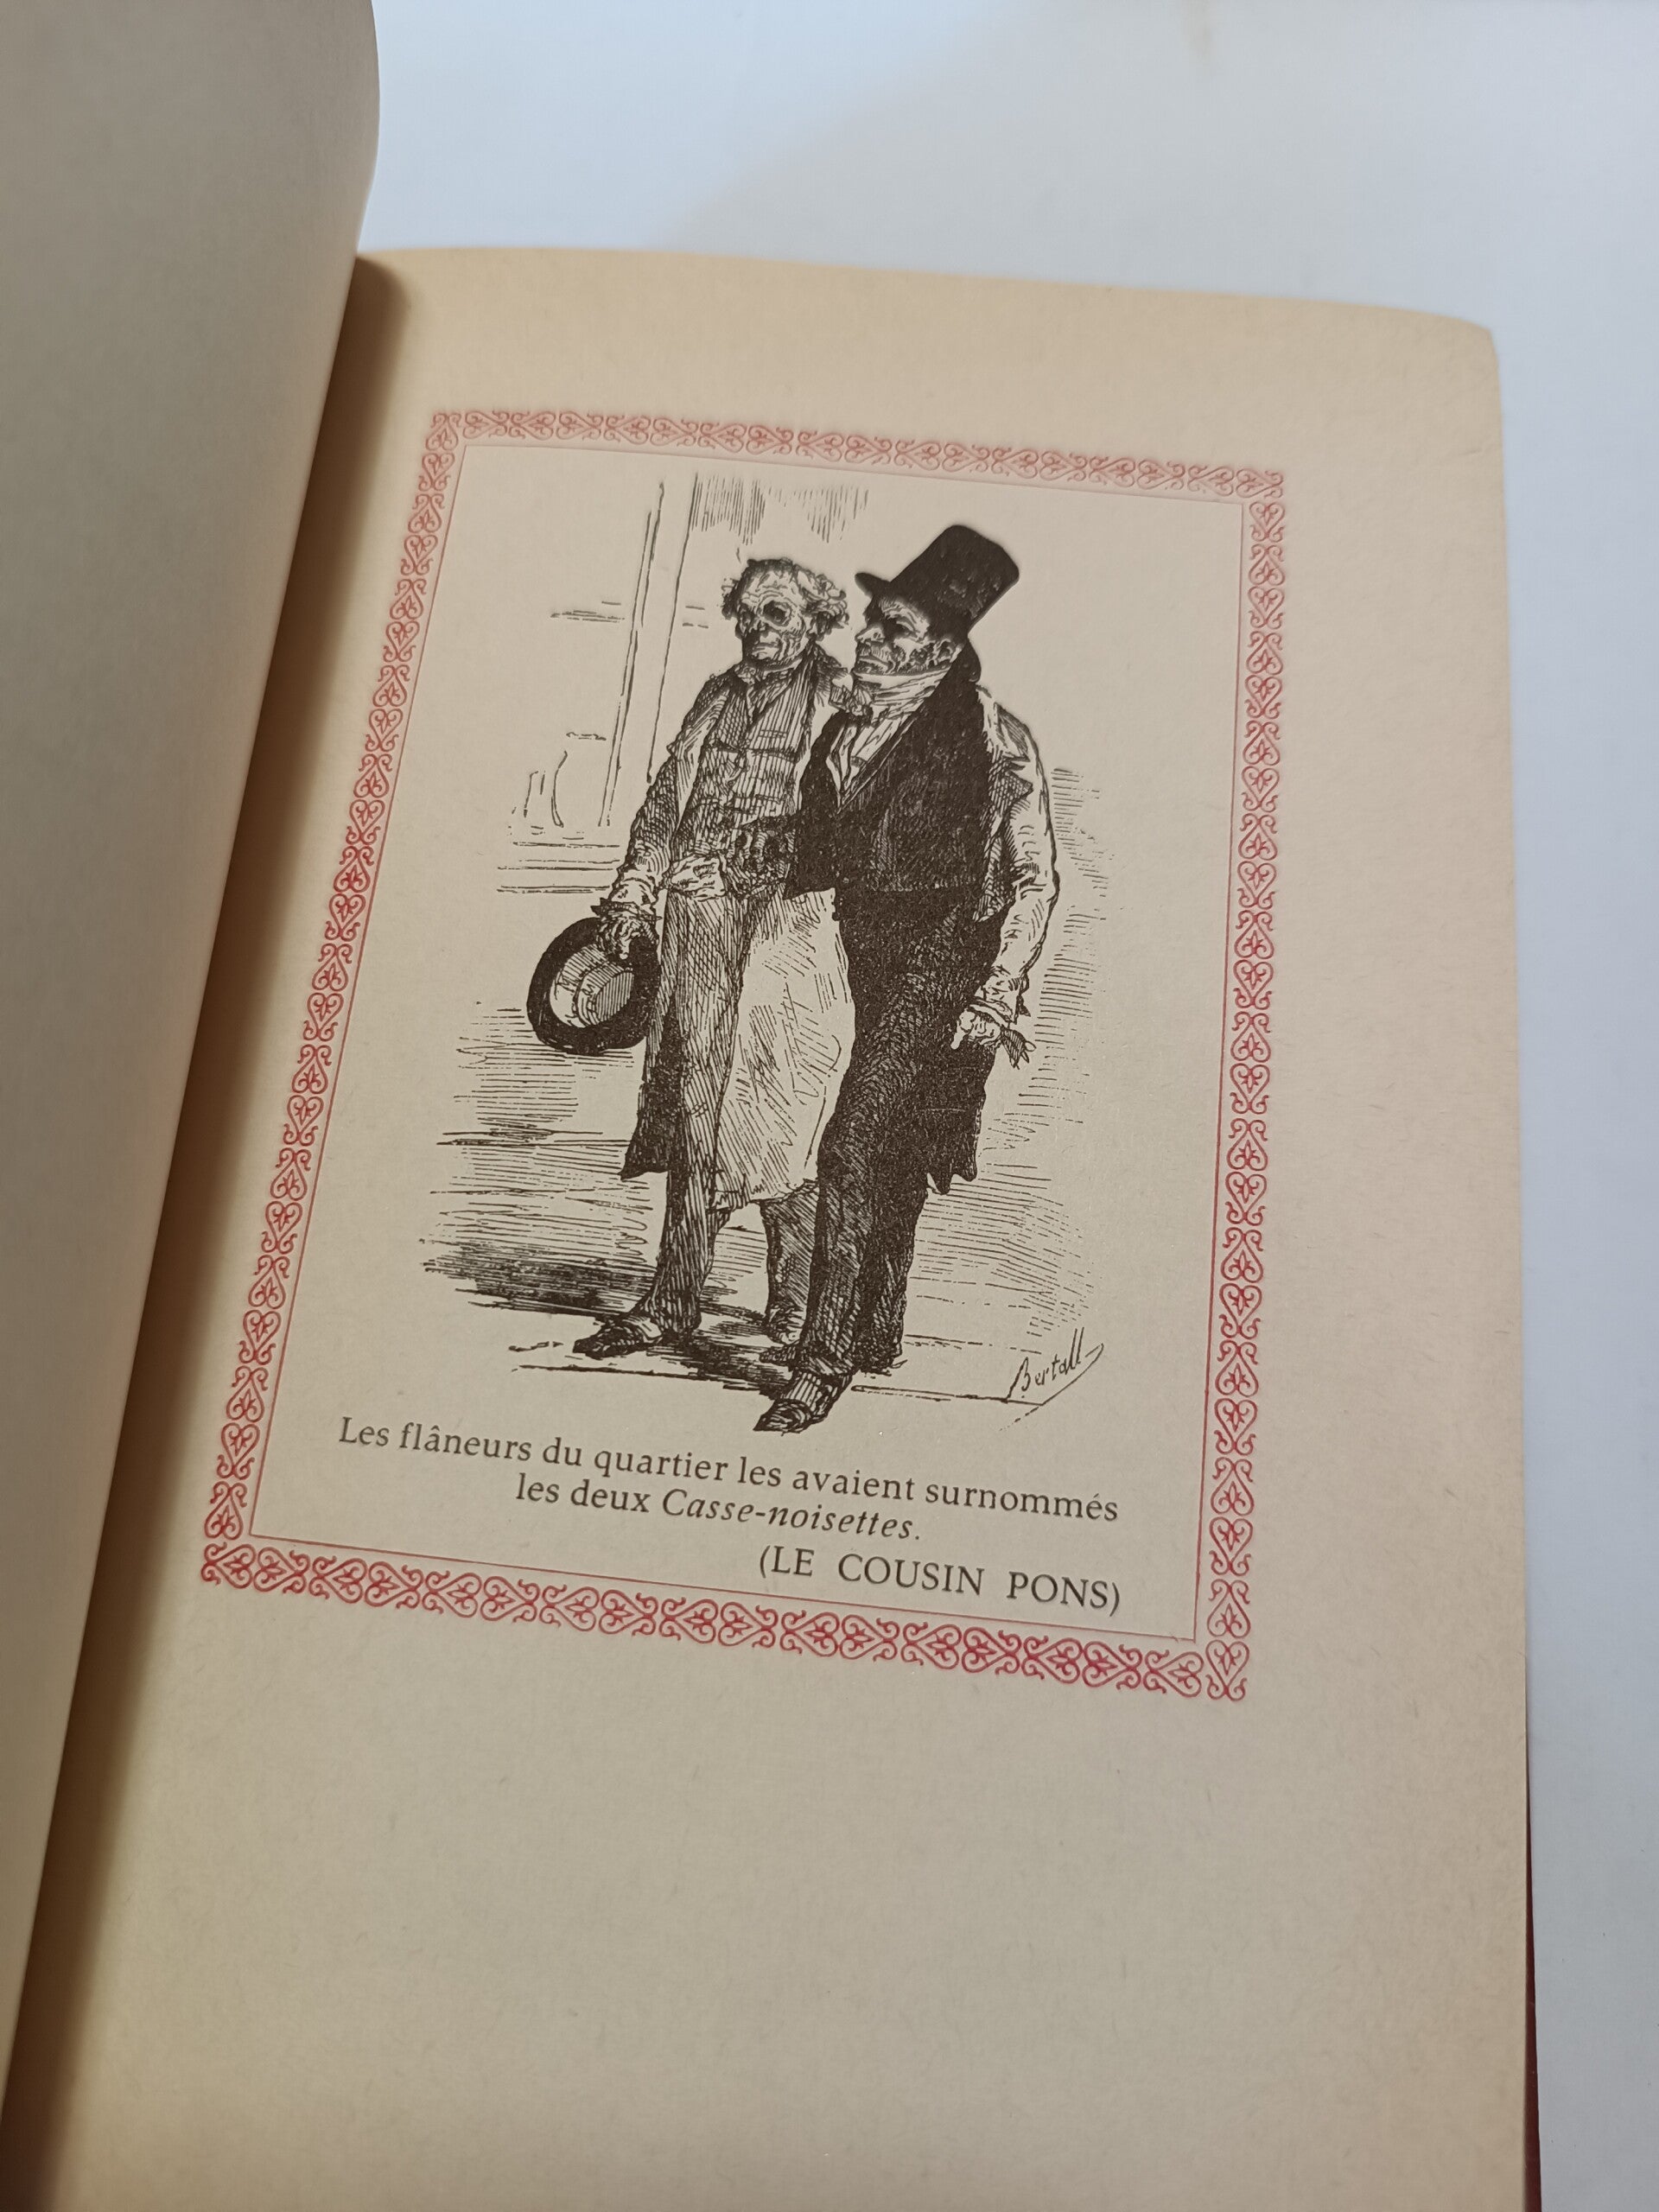 Bertall
Les flâneurs du quartier les avaient surnommés
les deux Casse-noisettes.
(LE COUSIN PONS)